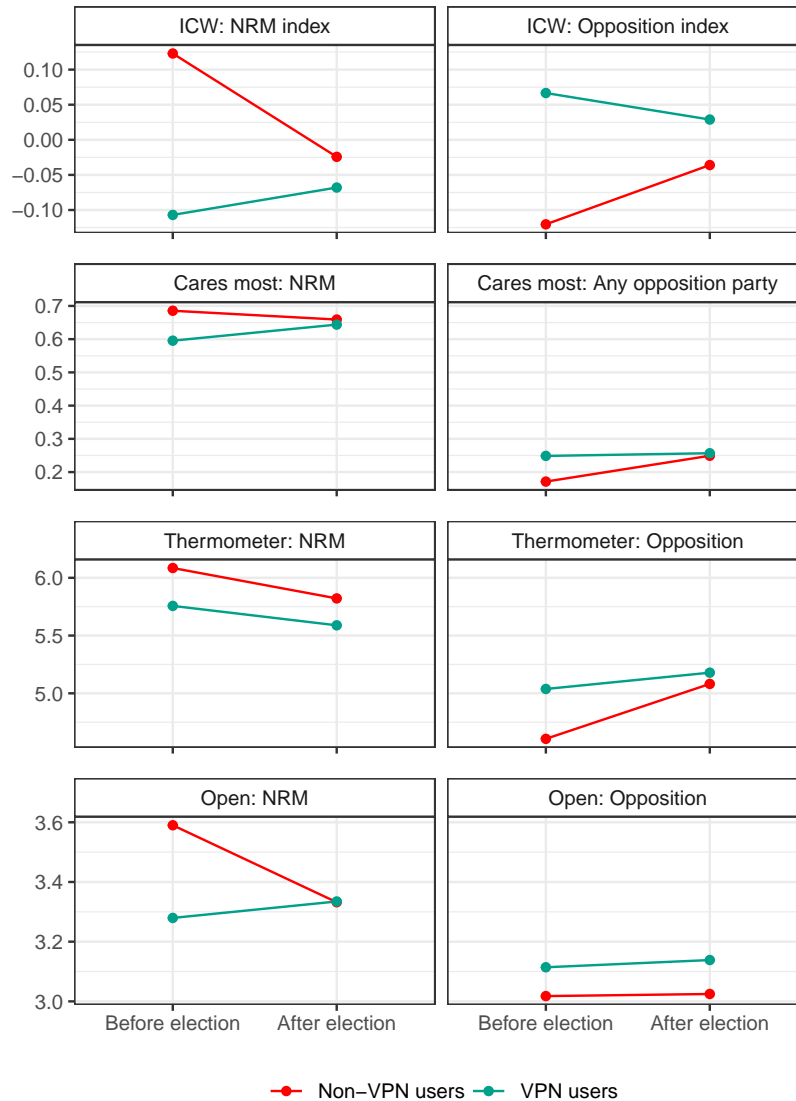 ICW: NRM index
ICW: Opposition index
0.10
0.05
0.00
−0.05
−0.10
Cares most: NRM
Cares most: Any opposition party
0.7
0.6
0.5
0.4
0.3
0.2
Thermometer: NRM
Thermometer: Opposition
6.0
5.5
5.0
Open: NRM
Open: Opposition
3.6
3.4
3.2
3.0
Before election
After election
Before election
After election
Non−VPN users
VPN users